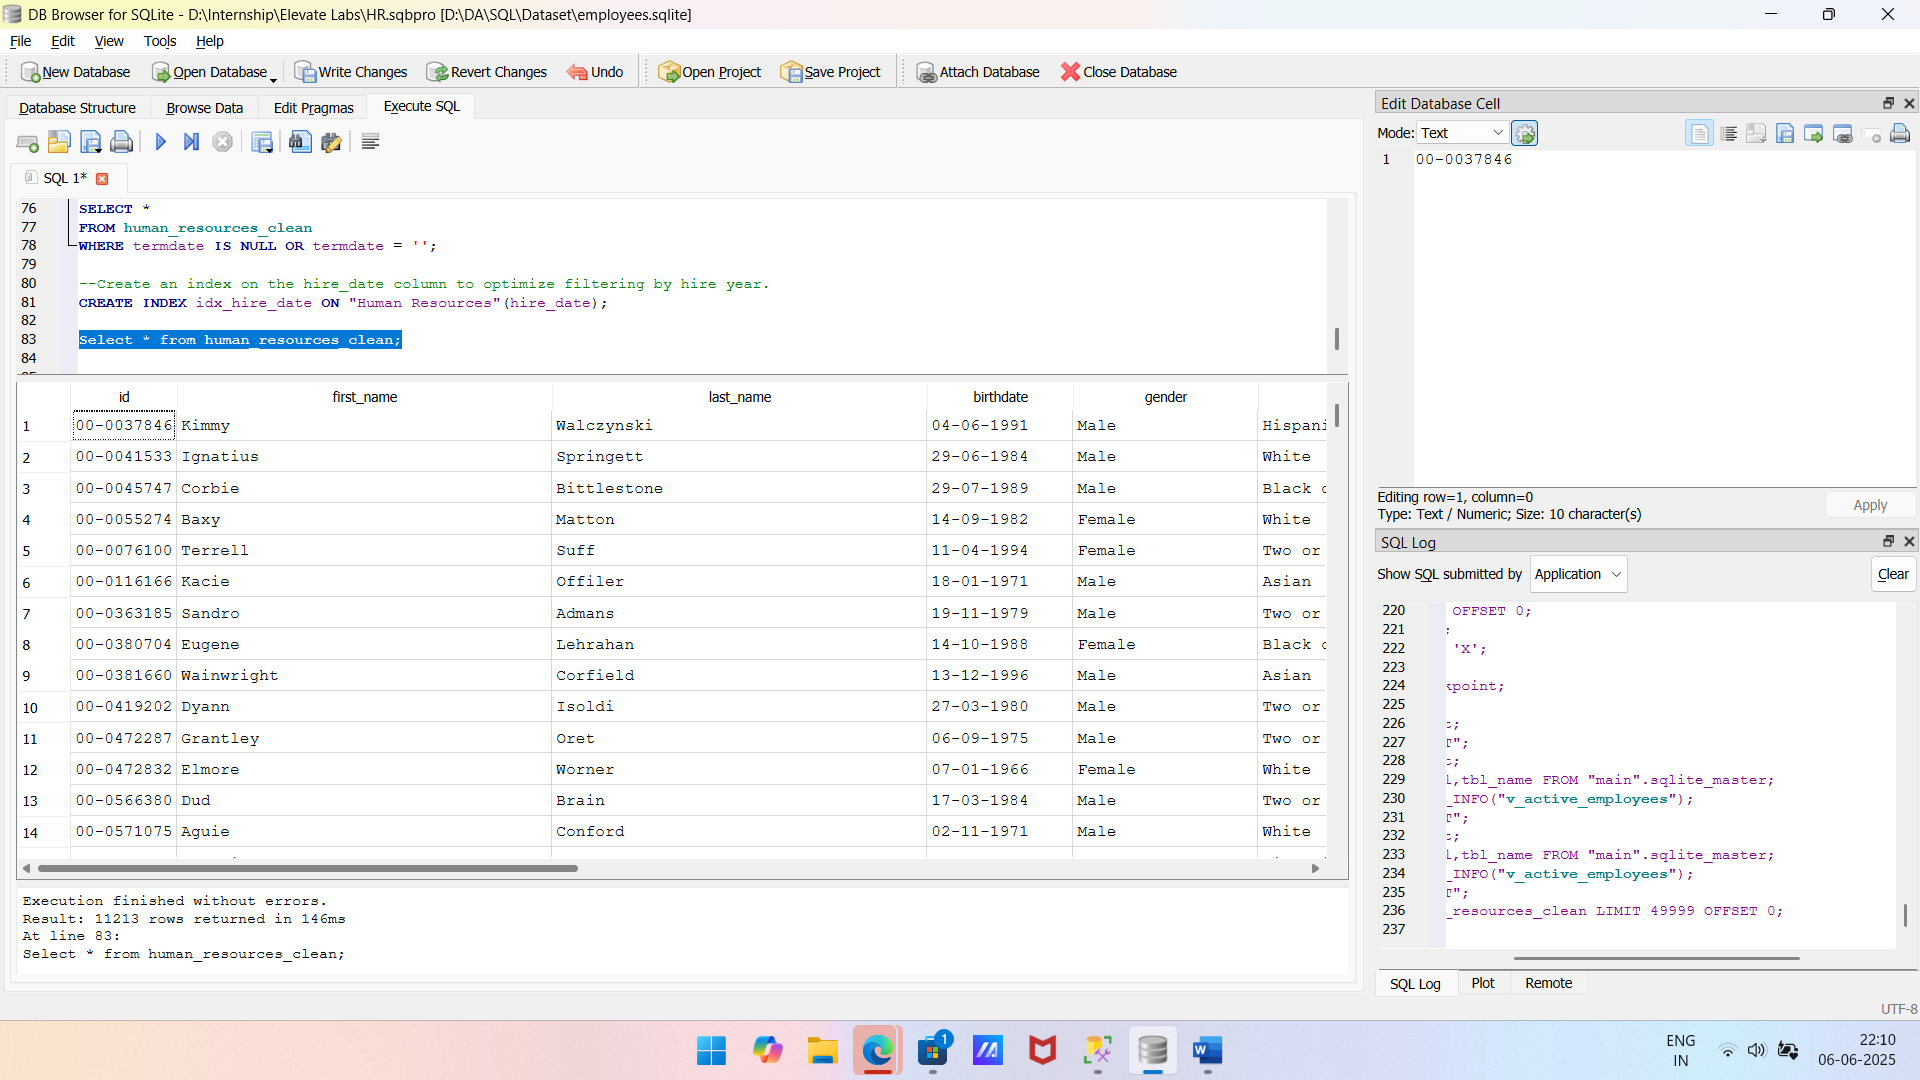 DB Browser for SQLite - D:\Internship\Elevate Labs\HR.sqbpro [D:\DA\SQL\Dataset\employees.sqlite]
File Edit View Tools Help
New Database Open Database Write Changes Revert Changes Undo Open Project Save Project Attach Database Close Database
Database Structure Browse Data Edit Pragmas Execute SQL
SQL 1*
76 SELECT *
77 FROM human_resources_clean
78 WHERE termdate IS NULL OR termdate = '';
79
80 --Create an index on the hire_date column to optimize filtering by hire year.
81 CREATE INDEX idx_hire_date ON "Human Resources"(hire_date);
82
83 Select * from human_resources_clean;
84
id first_name last_name birthdate gender
1 00-0037846 Kimmy Walczynski 04-06-1991 Male Hispani
2 00-0041533 Ignatius Springett 29-06-1984 Male White
3 00-0045747 Corbie Bittlestone 29-07-1989 Male Black
4 00-0055274 Baxy Matton 14-09-1982 Female White
5 00-0076100 Terrell Suff 11-04-1994 Female Two or
6 00-0116166 Kacie Offiler 18-01-1971 Male Asian
7 00-0363185 Sandro Admans 19-11-1979 Male Two or
8 00-0380704 Eugene Lehrahan 14-10-1988 Female Black
9 00-0381660 Wainwright Corfield 13-12-1996 Male Asian
10 00-0419202 Dyann Isoldi 27-03-1980 Male Two or
11 00-0472287 Grantley Oret 06-09-1975 Male Two or
12 00-0472832 Elmore Worner 07-01-1966 Female White
13 00-0566380 Dud Brain 17-03-1984 Male Two or
14 00-0571075 Aguie Conford 02-11-1971 Male White
Execution finished without errors.
Result: 11213 rows returned in 146ms
At line 83:
Select * from human_resources_clean;
Edit Database Cell
Mode: Text
1 00-0037846
Editing row=1, column=0
Type: Text / Numeric; Size: 10 character(s)
Apply
SQL Log
Show SQL submitted by Application Clear
220 OFFSET 0;
221 ;
222 'X';
223
224 point;
225
226 ;
227 ";
228 ;
229 l,tbl_name FROM "main".sqlite_master;
230 _INFO("v_active_employees");
231 ";
232 ;
233 l,tbl_name FROM "main".sqlite_master;
234 _INFO("v_active_employees");
235 ";
236 _resources_clean LIMIT 49999 OFFSET 0;
237
SQL Log Plot Remote
UTF-8
1
W
ENG
IN
22:10
06-06-2025